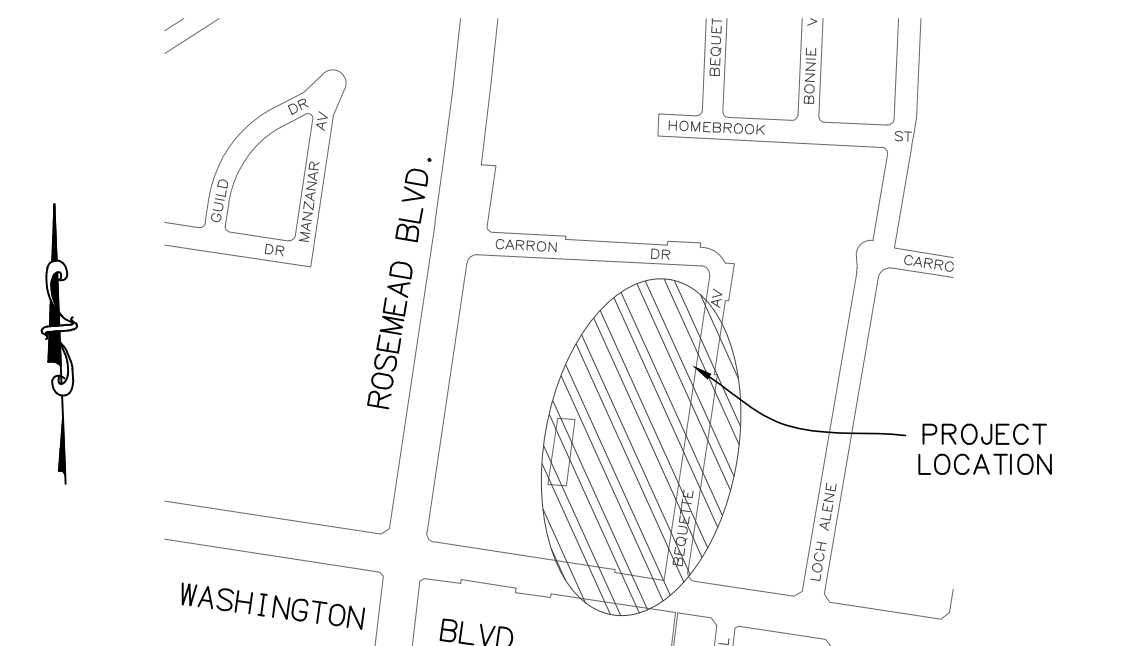 BEQUET
BONNIE V
HOMEBROOK ST
DR
AV
GUILD
MANZANAR
DR
ROSEMEAD BLVD.
CARRON DR
CARRO
AV
PROJECT
LOCATION
BEQUETTE
LOCH ALENE
WASHINGTON BLVD
L